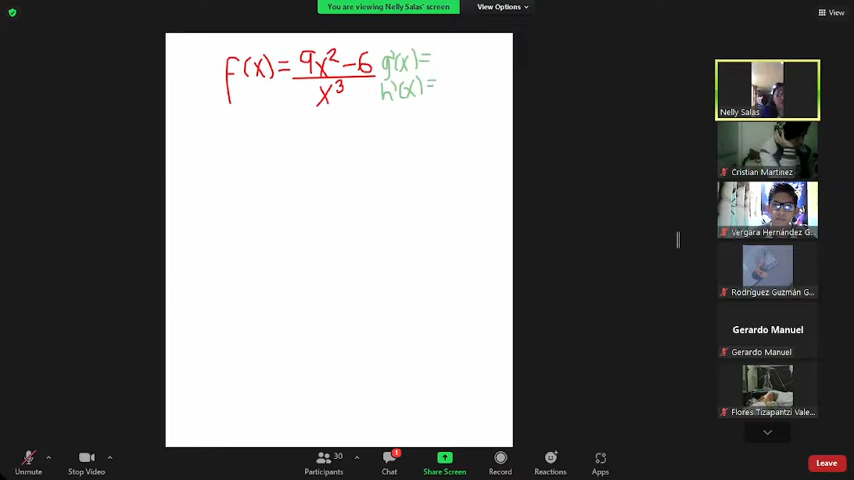 You are viewing Nelly Salas' screen
View Options
View
f(x) = 9x² - 6 / x³
g'(x) =
h'(x) =
Nelly Salas
Cristian Martinez
Vergara Hernández G...
Rodríguez Guzmán G...
Gerardo Manuel
Gerardo Manuel
Flores Tizapantzi Vale...
Unmute
Stop Video
30
Participants
1
Chat
Share Screen
Record
Reactions
Apps
Leave